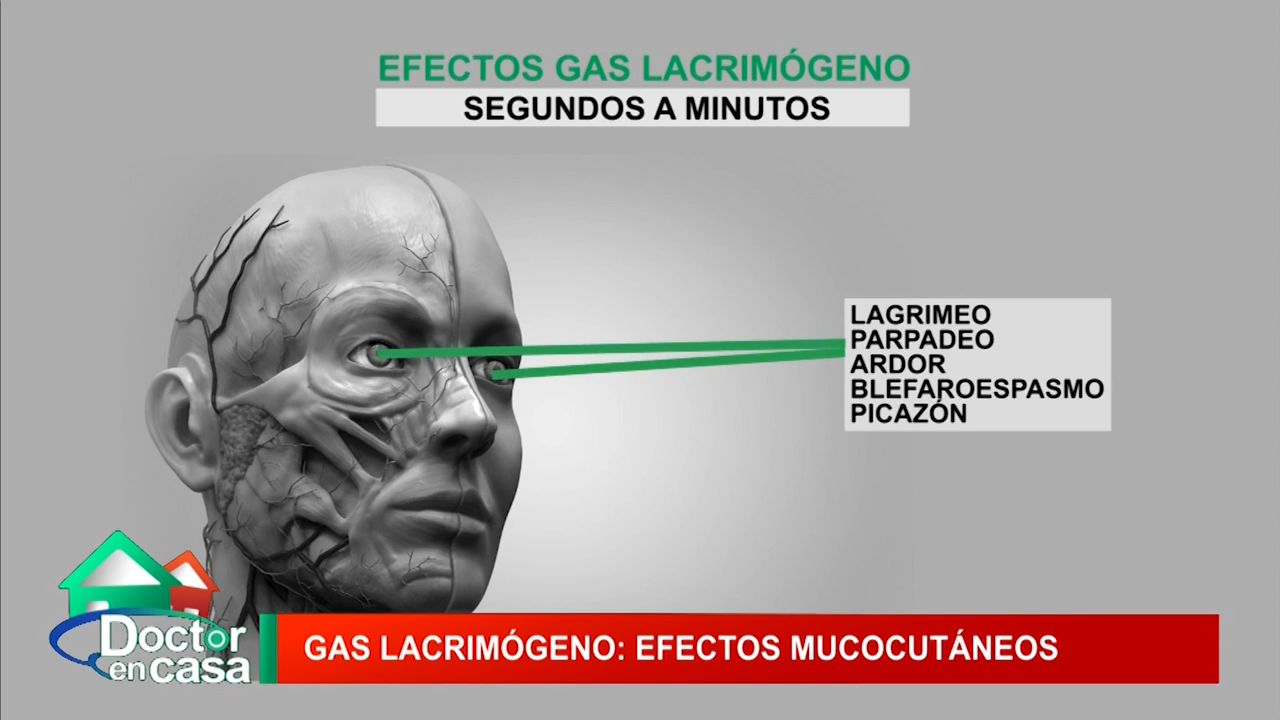 EFECTOS GAS LACRIMÓGENO
SEGUNDOS A MINUTOS
LAGRIMEO
PARPADEO
ARDOR
BLEFAROESPASMO
PICAZÓN
Doctor
en casa
GAS LACRIMÓGENO: EFECTOS MUCOCUTÁNEOS